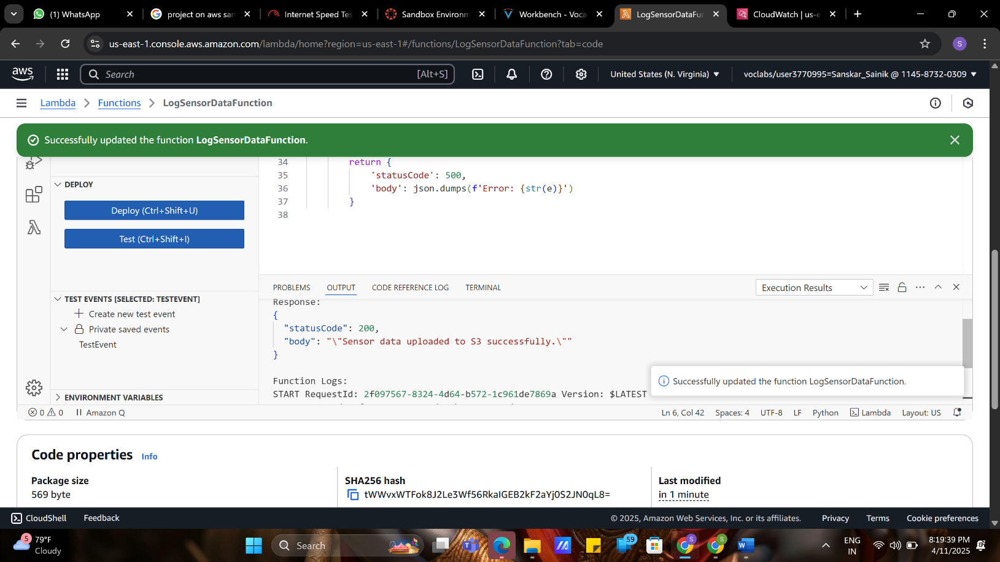 (1) WhatsApp
project on aws san
Internet Speed Tes
Sandbox Environm
Workbench - Voca
LogSensorDataFur
CloudWatch | us-e
us-east-1.console.aws.amazon.com/lambda/home?region=us-east-1#/functions/LogSensorDataFunction?tab=code
S
aws
Search
[Alt+S]
United States (N. Virginia)
voclabs/user3770995=Sanskar_Sainik @ 1145-8732-0309
Lambda
Functions
LogSensorDataFunction
Successfully updated the function LogSensorDataFunction.
DEPLOY
Deploy (Ctrl+Shift+U)
Test (Ctrl+Shift+I)
34 return {
35 'statusCode': 500,
36 'body': json.dumps(f'Error: {str(e)}')
37 }
38
TEST EVENTS [SELECTED: TESTEVENT]
Create new test event
Private saved events
TestEvent
ENVIRONMENT VARIABLES
PROBLEMS OUTPUT CODE REFERENCE LOG TERMINAL
Execution Results
Response:
{
"statusCode": 200,
"body": "\"Sensor data uploaded to S3 successfully.\""
}
Function Logs:
START RequestId: 2f097567-8324-4d64-b572-1c961de7869a Version: $LATEST
Successfully updated the function LogSensorDataFunction.
0 0 Amazon Q
Ln 6, Col 42 Spaces: 4 UTF-8 LF Python Lambda Layout: US
Code properties Info
Package size
569 byte
SHA256 hash
tWWvxWTFok8J2Le3Wf56RkaIGEB2kF2aYj0S2JN0qL8=
Last modified
in 1 minute
CloudShell Feedback
© 2025, Amazon Web Services, Inc. or its affiliates. Privacy Terms Cookie preferences
5
79°F
Cloudy
Search
59
S
S
ENG
IN
8:19:39 PM
4/11/2025